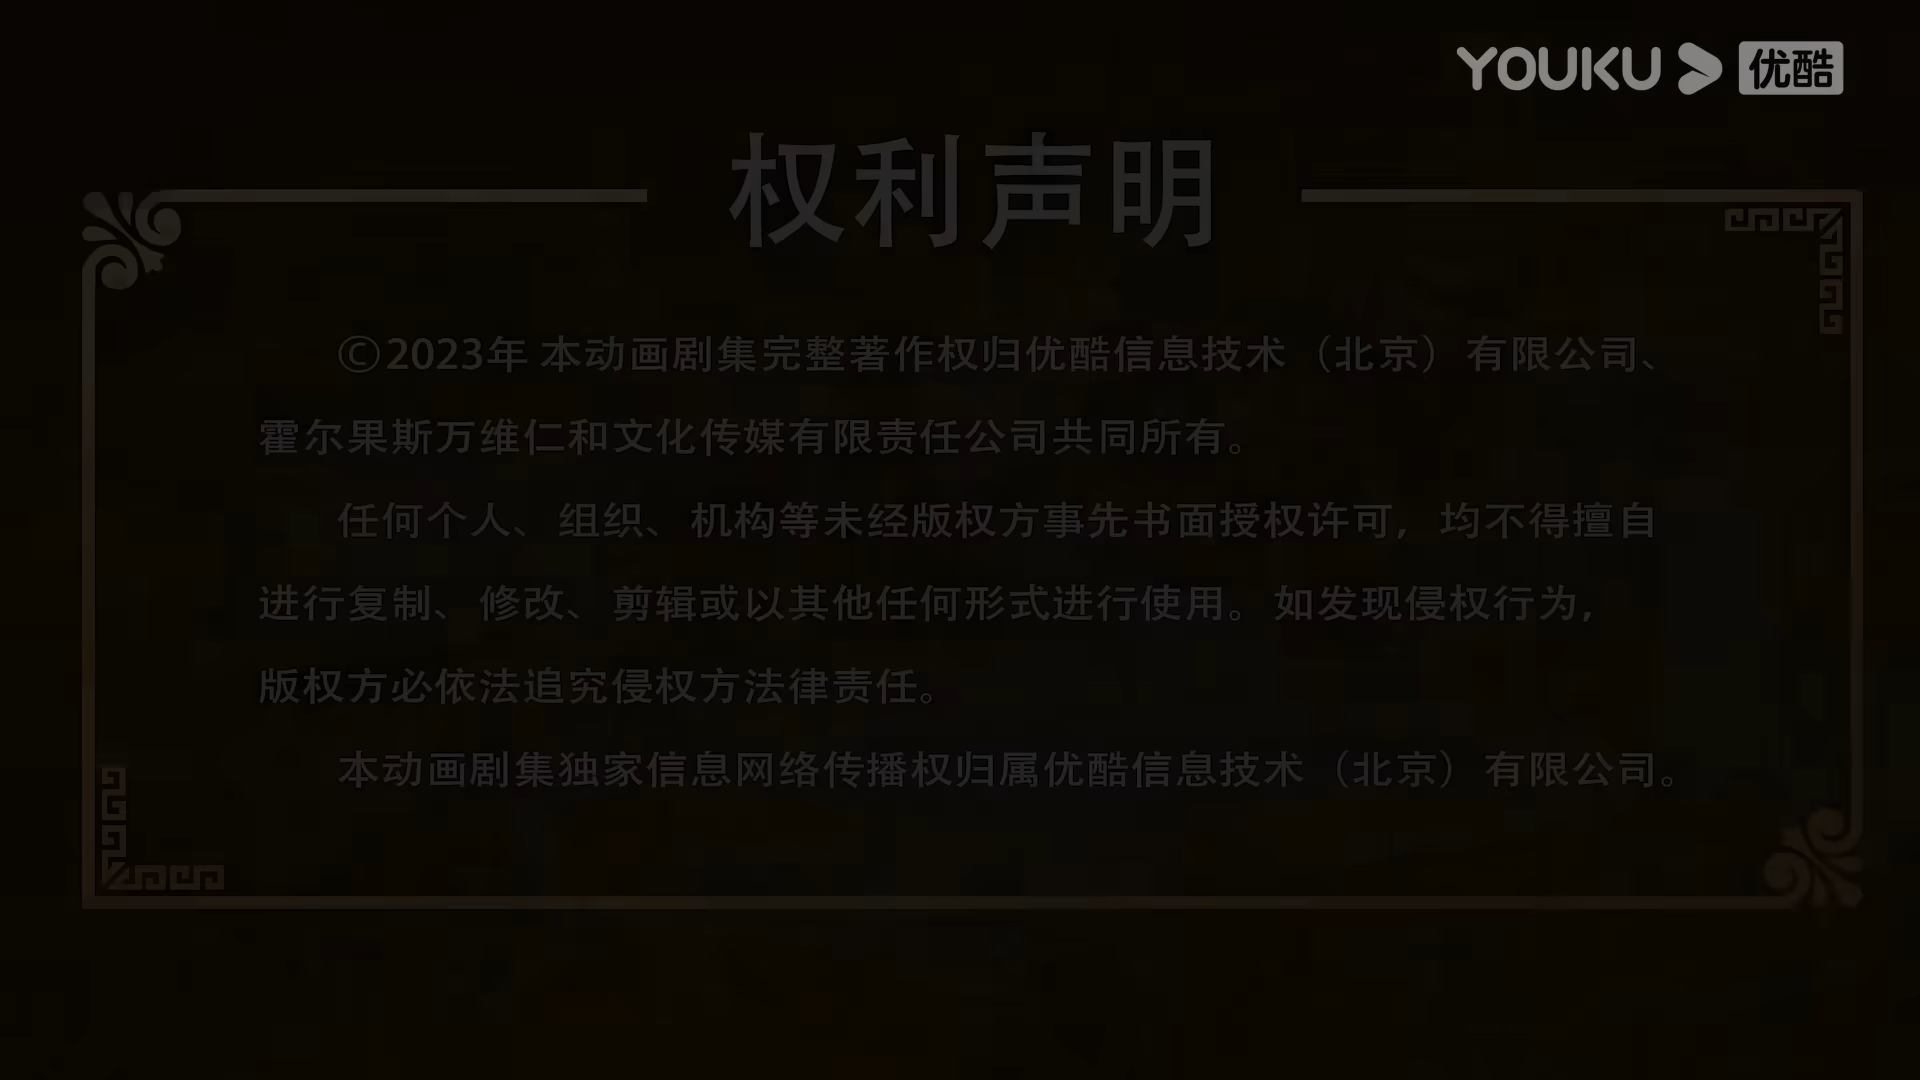 YOUKU 优酷
权利声明
©2023年 本动画剧集完整著作权归优酷信息技术（北京）有限公司、
霍尔果斯万维仁和文化传媒有限责任公司共同所有。
任何个人、组织、机构等未经版权方事先书面授权许可，均不得擅自
进行复制、修改、剪辑或以其他任何形式进行使用。如发现侵权行为，
版权方必依法追究侵权方法律责任。
本动画剧集独家信息网络传播权归属优酷信息技术（北京）有限公司。